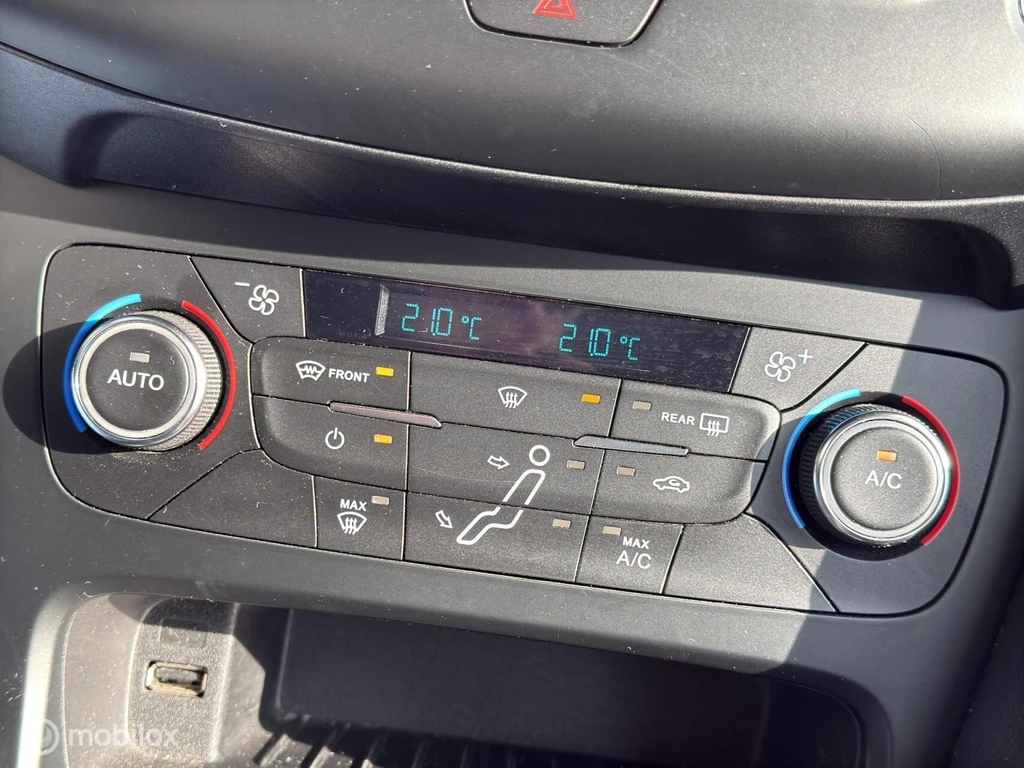 21.0°C 21.0°C
AUTO
FRONT
REAR
A/C
MAX
MAX
A/C
mobilox